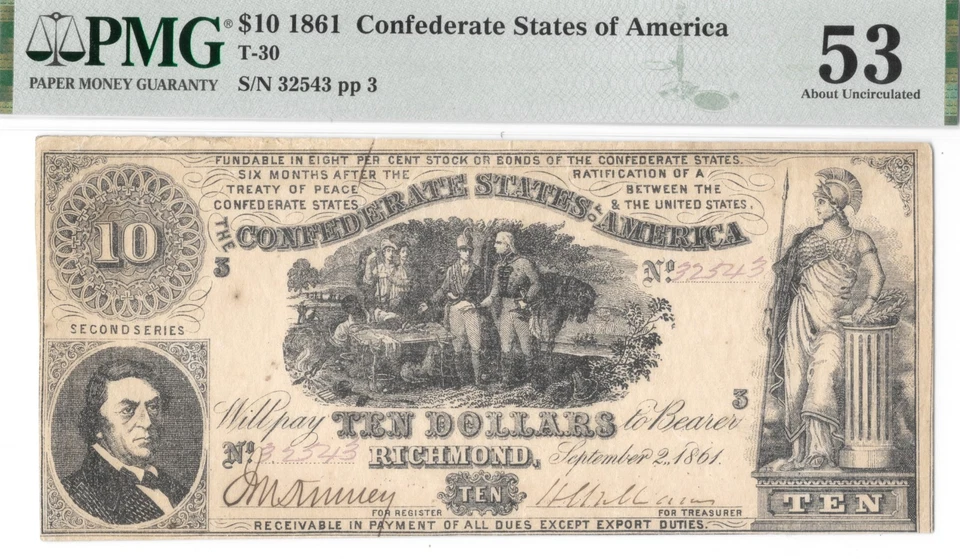 PMG®
PAPER MONEY GUARANTY
$10 1861 Confederate States of America
T-30
S/N 32543 pp 3
53
About Uncirculated
FUNDABLE IN EIGHT PER CENT STOCK OR BONDS OF THE CONFEDERATE STATES.
SIX MONTHS AFTER THE RATIFICATION OF A
TREATY OF PEACE BETWEEN THE
CONFEDERATE STATES & THE UNITED STATES.
THE CONFEDERATE STATES OF AMERICA
10
3
No 32543
SECOND SERIES
3
Will pay TEN DOLLARS to Bearer
No 32543 RICHMOND, September 2, 1861.
TEN
FOR REGISTER FOR TREASURER
TEN
RECEIVABLE IN PAYMENT OF ALL DUES EXCEPT EXPORT DUTIES.